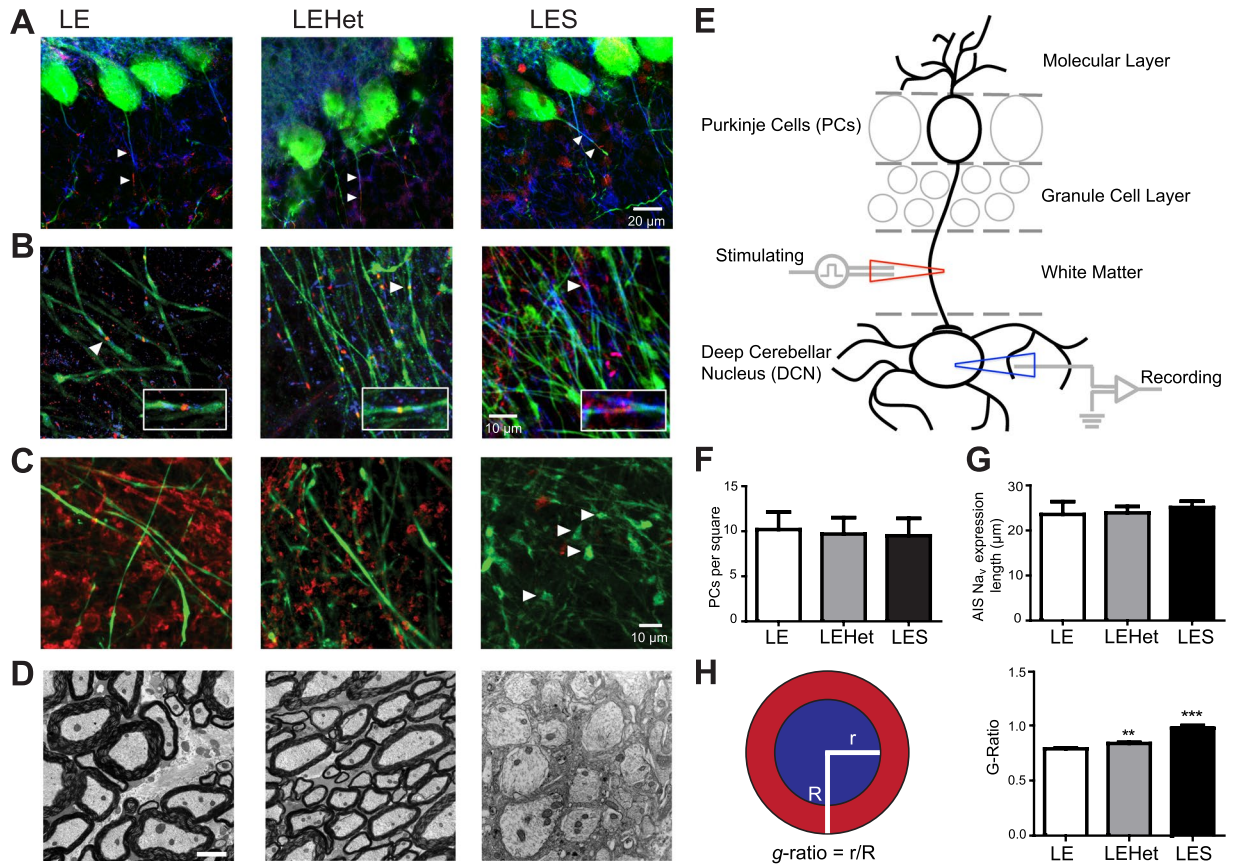 A
LE
LEHet
LES
20 µm
B
10 µm
C
10 µm
D
E
Molecular Layer
Purkinje Cells (PCs)
Granule Cell Layer
Stimulating
White Matter
Deep Cerebellar
Nucleus (DCN)
Recording
F
PCs per square
15
10
5
0
LE
LEHet
LES
G
AIS Nav expression
length (µm)
30
20
10
0
LE
LEHet
LES
H
r
R
g-ratio = r/R
G-Ratio
1.5
1.0
0.5
0.0
**
***
LE
LEHet
LES